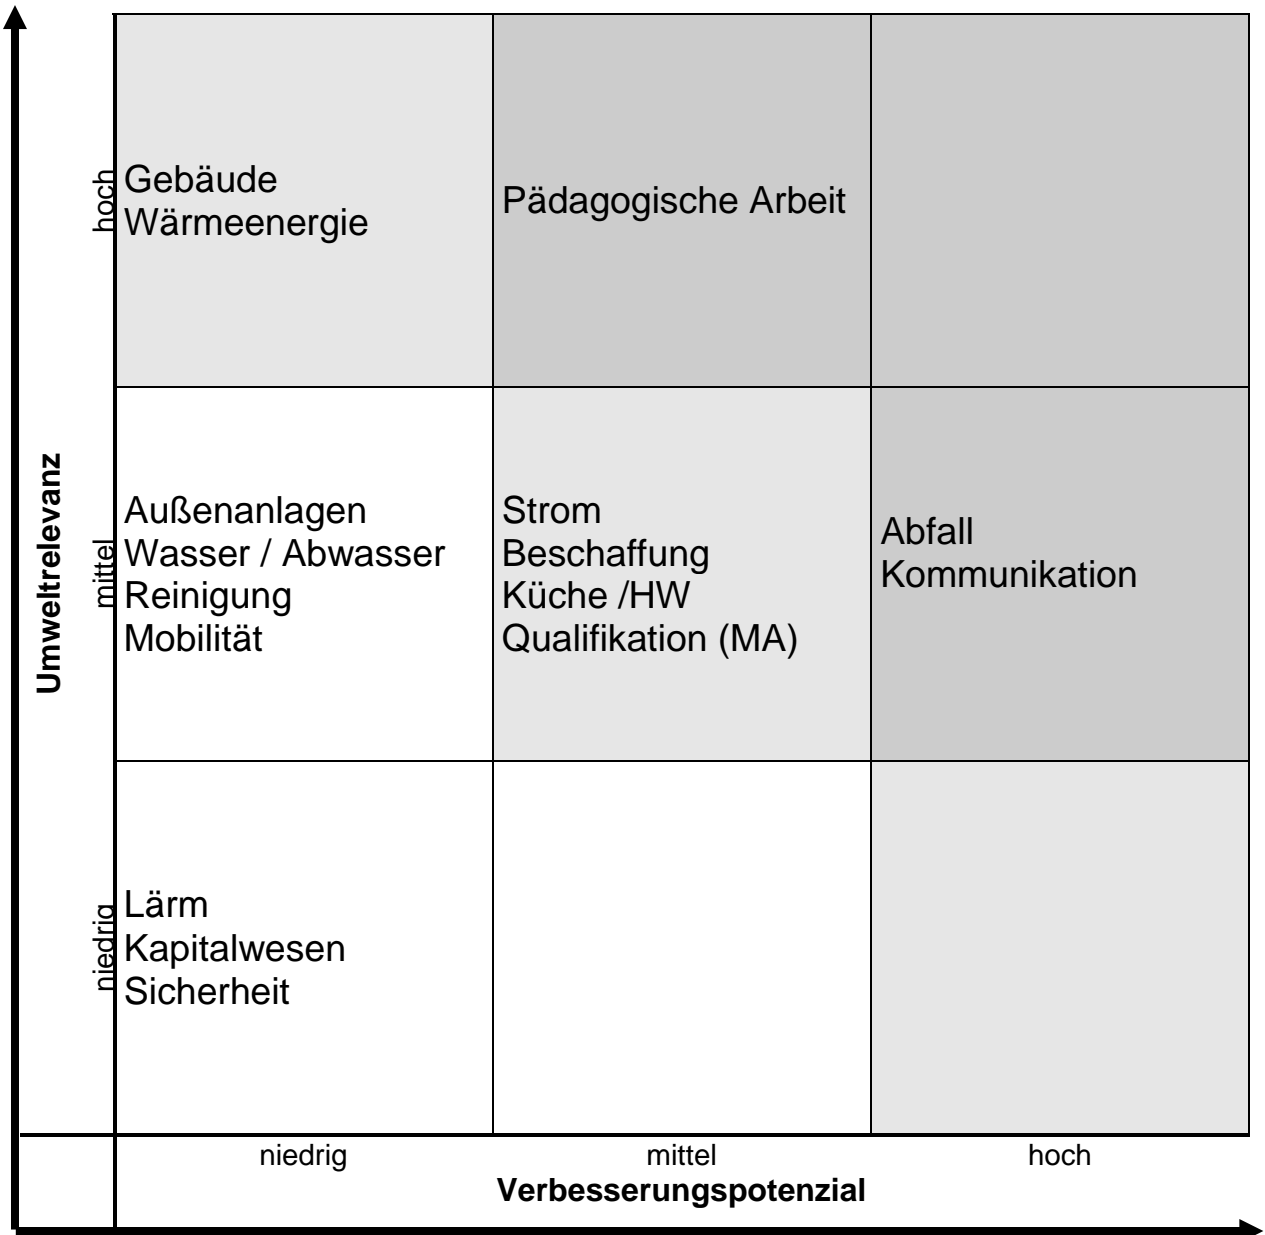 Umweltrelevanz
hoch
Gebäude
Wärmeenergie
Pädagogische Arbeit
mittel
Außenanlagen
Wasser / Abwasser
Reinigung
Mobilität
Strom
Beschaffung
Küche /HW
Qualifikation (MA)
Abfall
Kommunikation
niedrig
Lärm
Kapitalwesen
Sicherheit
niedrig
mittel
hoch
Verbesserungspotenzial